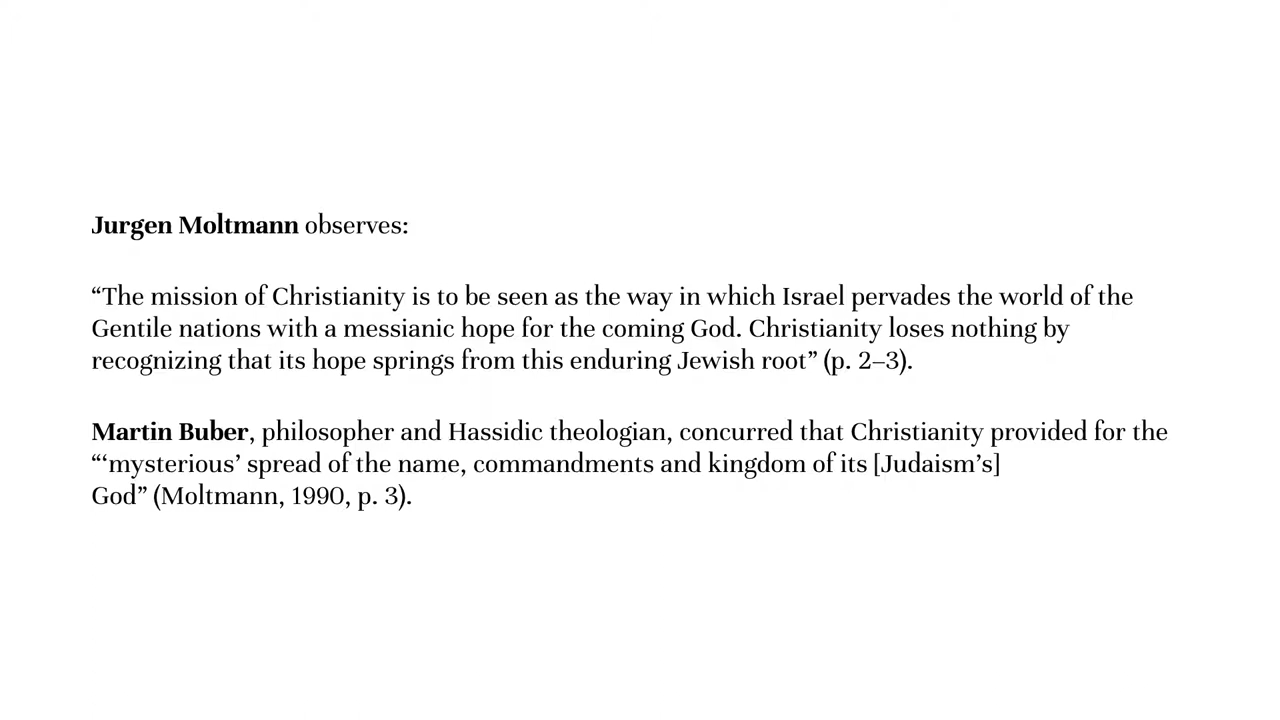 Jurgen Moltmann observes:
“The mission of Christianity is to be seen as the way in which Israel pervades the world of the
Gentile nations with a messianic hope for the coming God. Christianity loses nothing by
recognizing that its hope springs from this enduring Jewish root” (p. 2–3).
Martin Buber, philosopher and Hassidic theologian, concurred that Christianity provided for the
“‘mysterious’ spread of the name, commandments and kingdom of its [Judaism’s]
God” (Moltmann, 1990, p. 3).